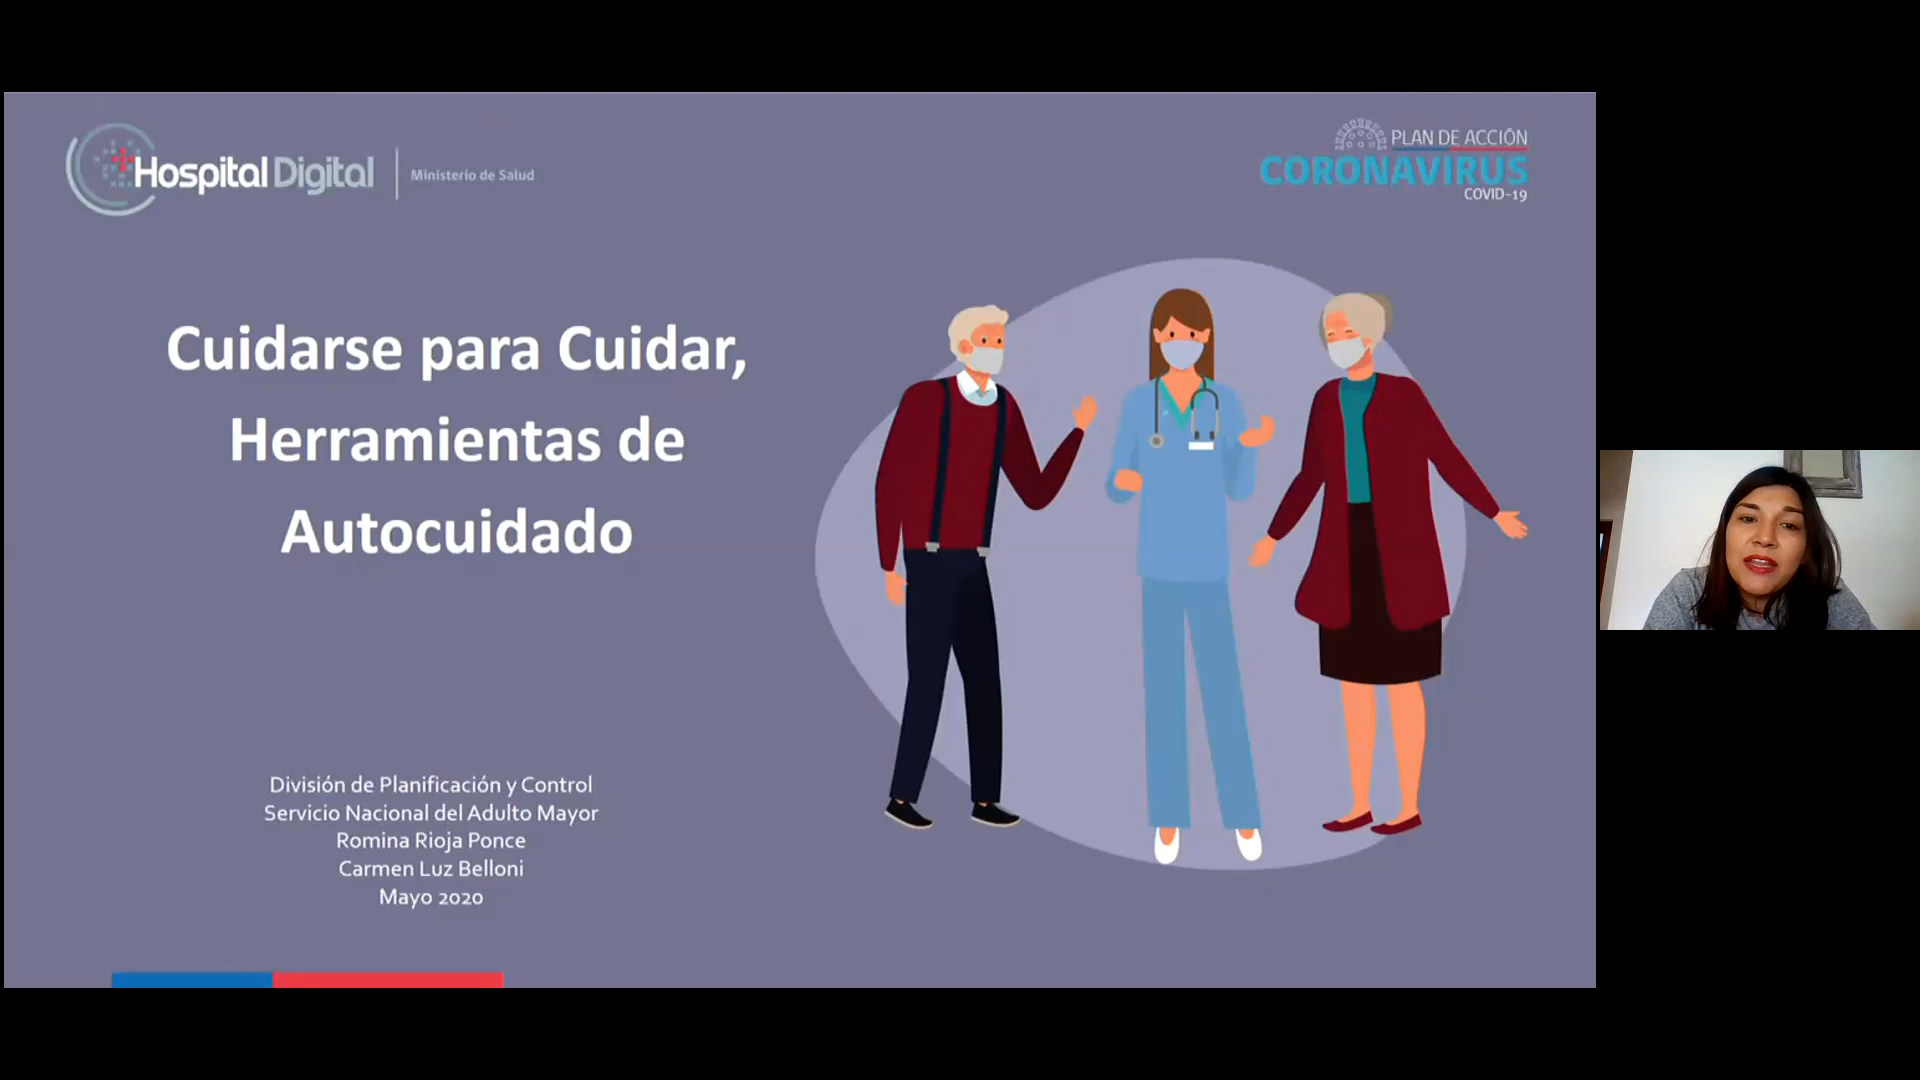 Hospital Digital
Ministerio de Salud
PLAN DE ACCIÓN
CORONAVIRUS
COVID-19
Cuidarse para Cuidar,
Herramientas de
Autocuidado
División de Planificación y Control
Servicio Nacional del Adulto Mayor
Romina Rioja Ponce
Carmen Luz Belloni
Mayo 2020